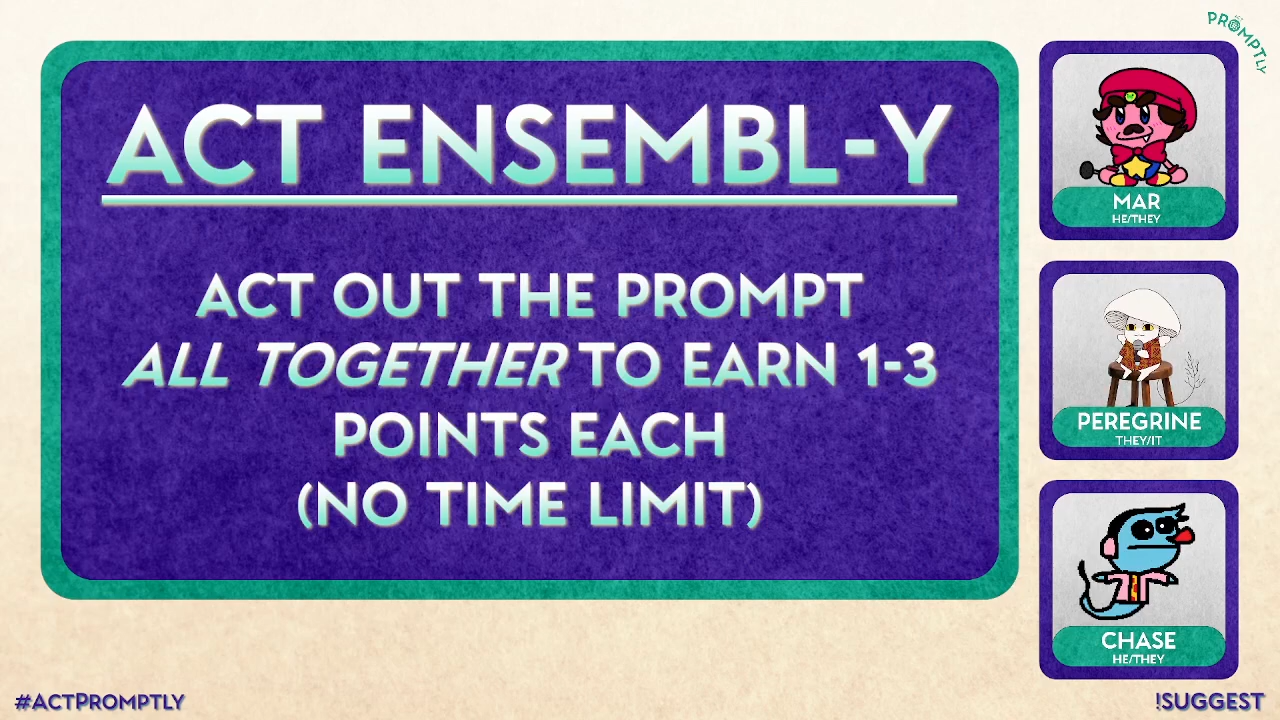 ACT PROMPTLY
ACT ENSEMBL-Y
ACT OUT THE PROMPT
ALL TOGETHER TO EARN 1-3
POINTS EACH
(NO TIME LIMIT)
MAR
HE/THEY
PEREGRINE
THEY/IT
CHASE
HE/THEY
#ACTPROMPTLY
!SUGGEST